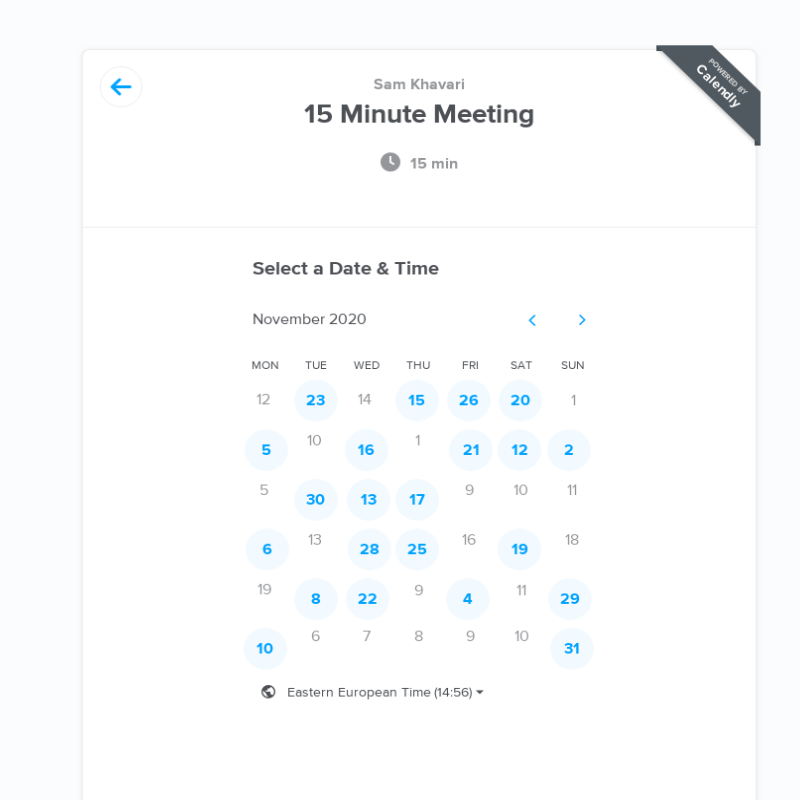 POWERED BY
Calendly
Sam Khavari
15 Minute Meeting
15 min
Select a Date & Time
November 2020
MON TUE WED THU FRI SAT SUN
12 23 14 15 26 20 1
5 10 16 1 21 12 2
5 30 13 17 9 10 11
6 13 28 25 16 19 18
19 8 22 9 4 11 29
10 6 7 8 9 10 31
Eastern European Time (14:56)